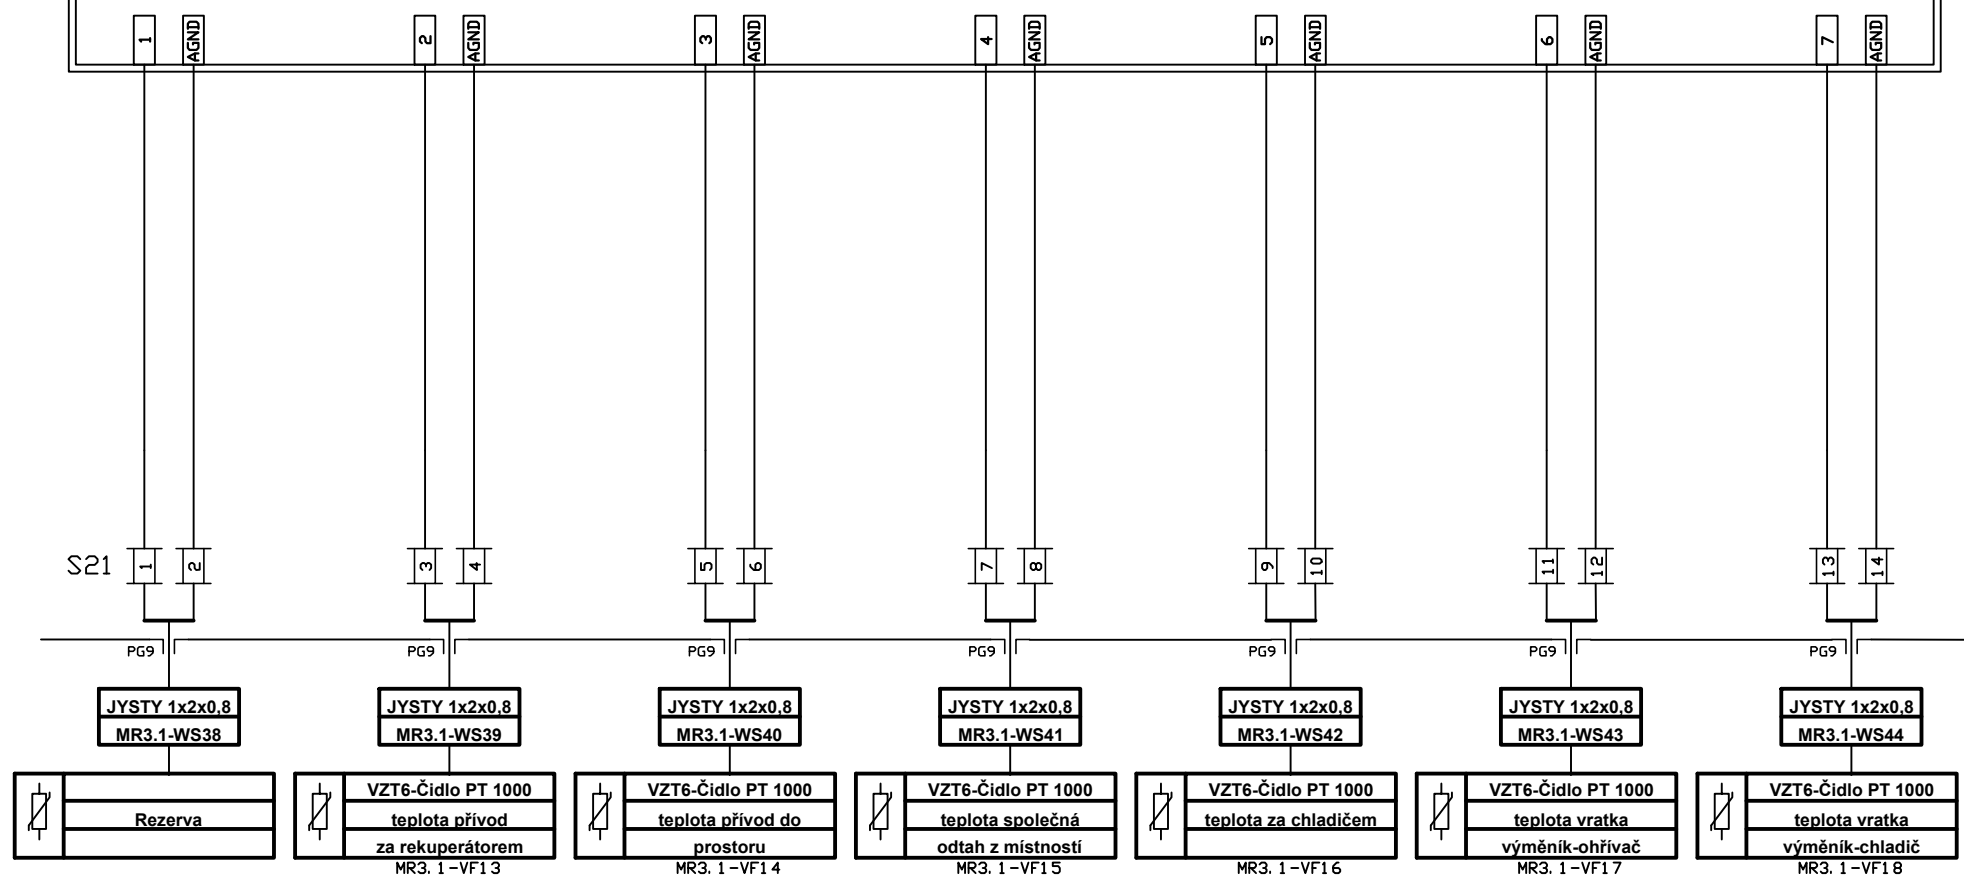 1 AGND 2 AGND 3 AGND 4 AGND 5 AGND 6 AGND 7 AGND
S21 1 2 3 4 5 6 7 8 9 10 11 12 13 14
PG9 PG9 PG9 PG9 PG9 PG9 PG9
JYSTY 1x2x0,8
MR3.1-WS38
JYSTY 1x2x0,8
MR3.1-WS39
JYSTY 1x2x0,8
MR3.1-WS40
JYSTY 1x2x0,8
MR3.1-WS41
JYSTY 1x2x0,8
MR3.1-WS42
JYSTY 1x2x0,8
MR3.1-WS43
JYSTY 1x2x0,8
MR3.1-WS44
Rezerva
VZT6-Čidlo PT 1000
teplota přívod
za rekuperátorem
MR3.1-VF13
VZT6-Čidlo PT 1000
teplota přívod do
prostoru
MR3.1-VF14
VZT6-Čidlo PT 1000
teplota společná
odtah z místností
MR3.1-VF15
VZT6-Čidlo PT 1000
teplota za chladičem
MR3.1-VF16
VZT6-Čidlo PT 1000
teplota vratka
výměník-ohřívač
MR3.1-VF17
VZT6-Čidlo PT 1000
teplota vratka
výměník-chladič
MR3.1-VF18